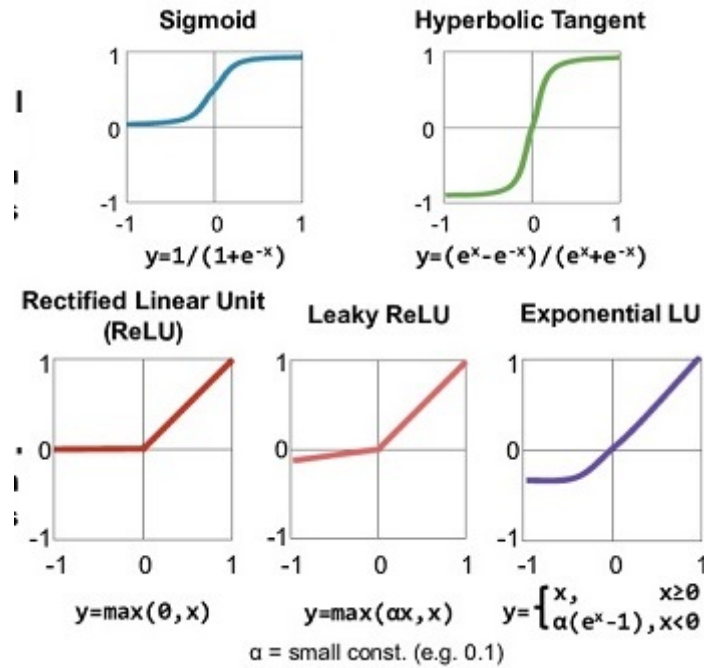 Sigmoid
Hyperbolic Tangent
1
0
-1
-1 0 1
1
0
-1
-1 0 1
y=1/(1+e⁻ˣ)
y=(eˣ-e⁻ˣ)/(eˣ+e⁻ˣ)
Rectified Linear Unit
(ReLU)
Leaky ReLU
Exponential LU
1
0
-1
-1 0 1
1
0
-1
-1 0 1
1
0
-1
-1 0 1
y=max(0,x)
y=max(αx,x)
y={x, x≥0
α(eˣ-1),x<0
α = small const. (e.g. 0.1)